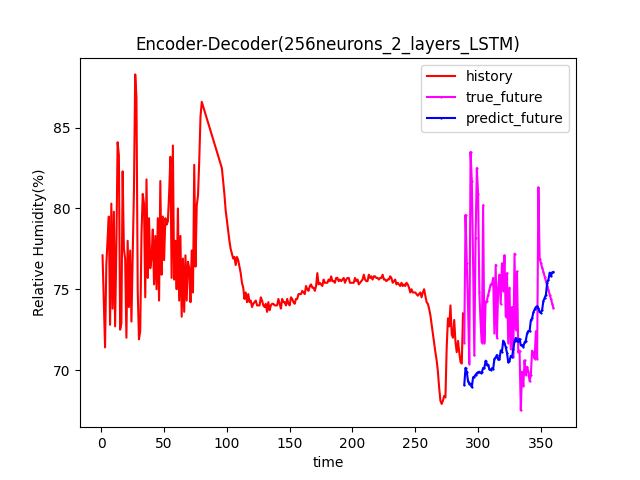 Encoder-Decoder(256neurons_2_layers_LSTM)
history
true_future
predict_future
Relative Humidity(%)
85
80
75
70
0
50
100
150
200
250
300
350
time